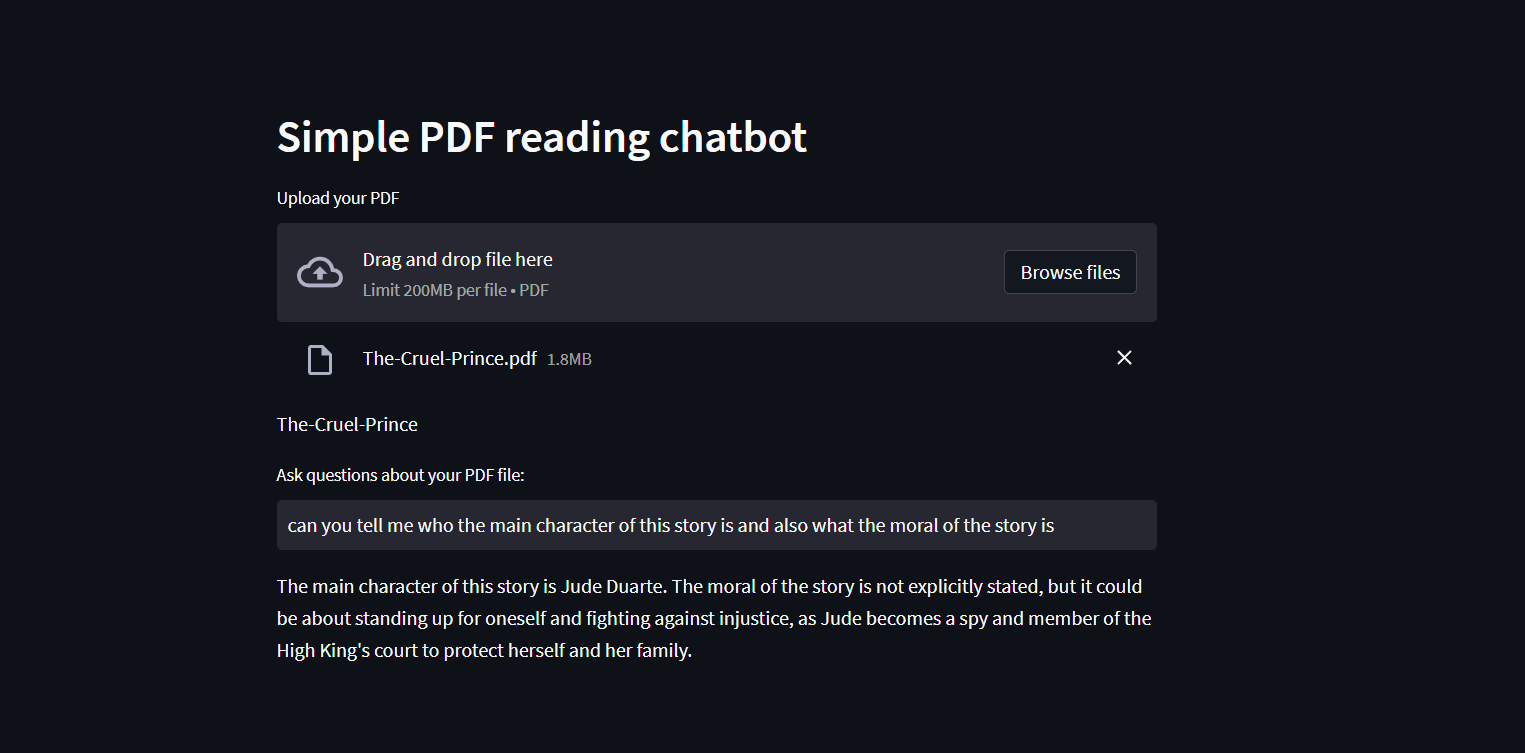 Simple PDF reading chatbot
Upload your PDF
Drag and drop file here
Browse files
Limit 200MB per file • PDF
The-Cruel-Prince.pdf 1.8MB
The-Cruel-Prince
Ask questions about your PDF file:
can you tell me who the main character of this story is and also what the moral of the story is
The main character of this story is Jude Duarte. The moral of the story is not explicitly stated, but it could
be about standing up for oneself and fighting against injustice, as Jude becomes a spy and member of the
High King's court to protect herself and her family.